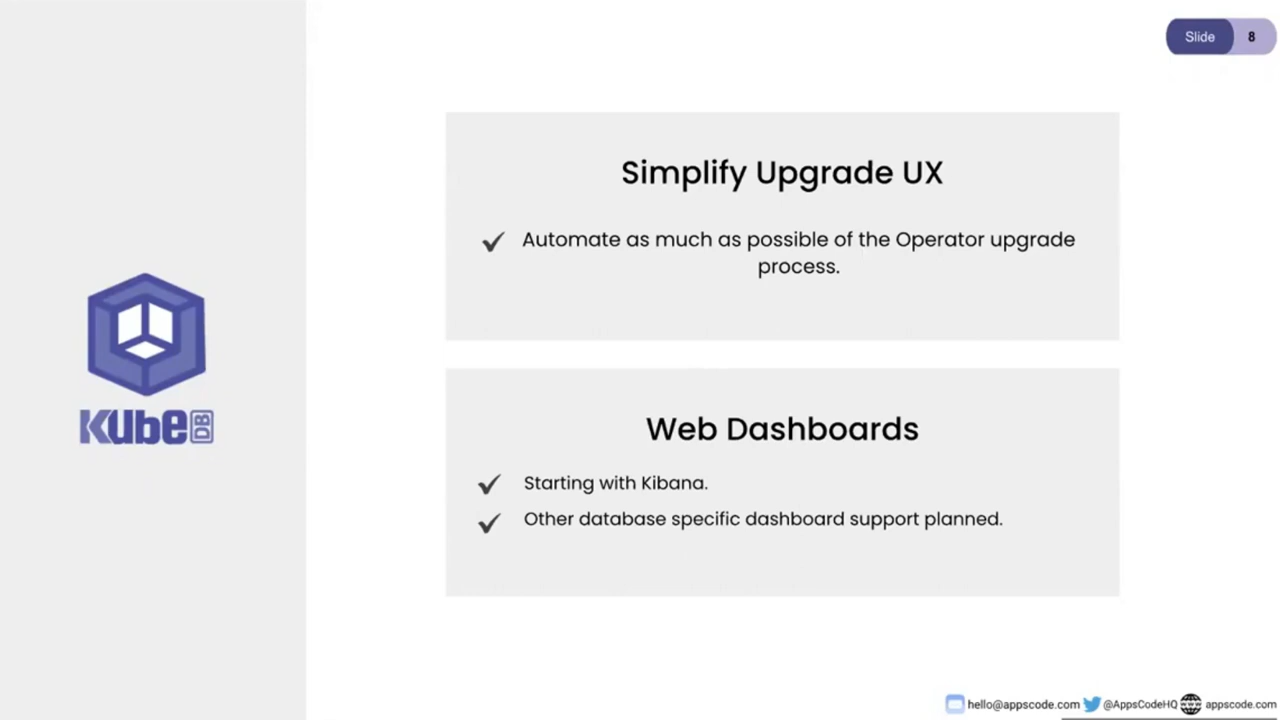 Slide 8
Simplify Upgrade UX
Automate as much as possible of the Operator upgrade
process.
KubeDB
Web Dashboards
Starting with Kibana.
Other database specific dashboard support planned.
hello@appscode.com @AppsCodeHQ www appscode.com